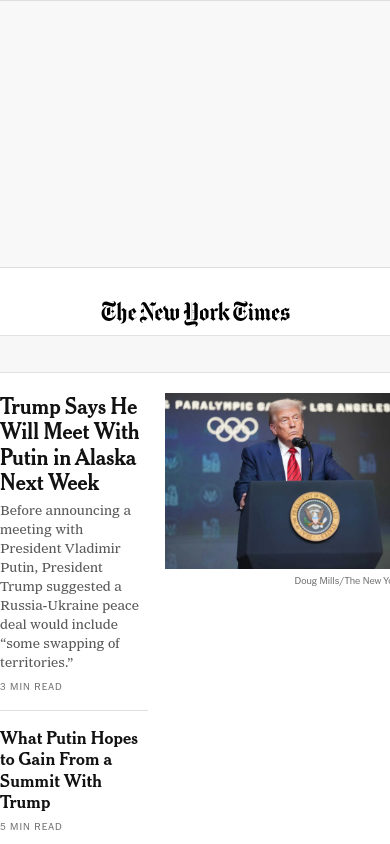 The New York Times
Trump Says He
Will Meet With
Putin in Alaska
Next Week
Before announcing a
meeting with
President Vladimir
Putin, President
Trump suggested a
Russia-Ukraine peace
deal would include
“some swapping of
territories.”
3 MIN READ
PARALYMPIC LOS ANGELES
Doug Mills/The New
What Putin Hopes
to Gain From a
Summit With
Trump
5 MIN READ